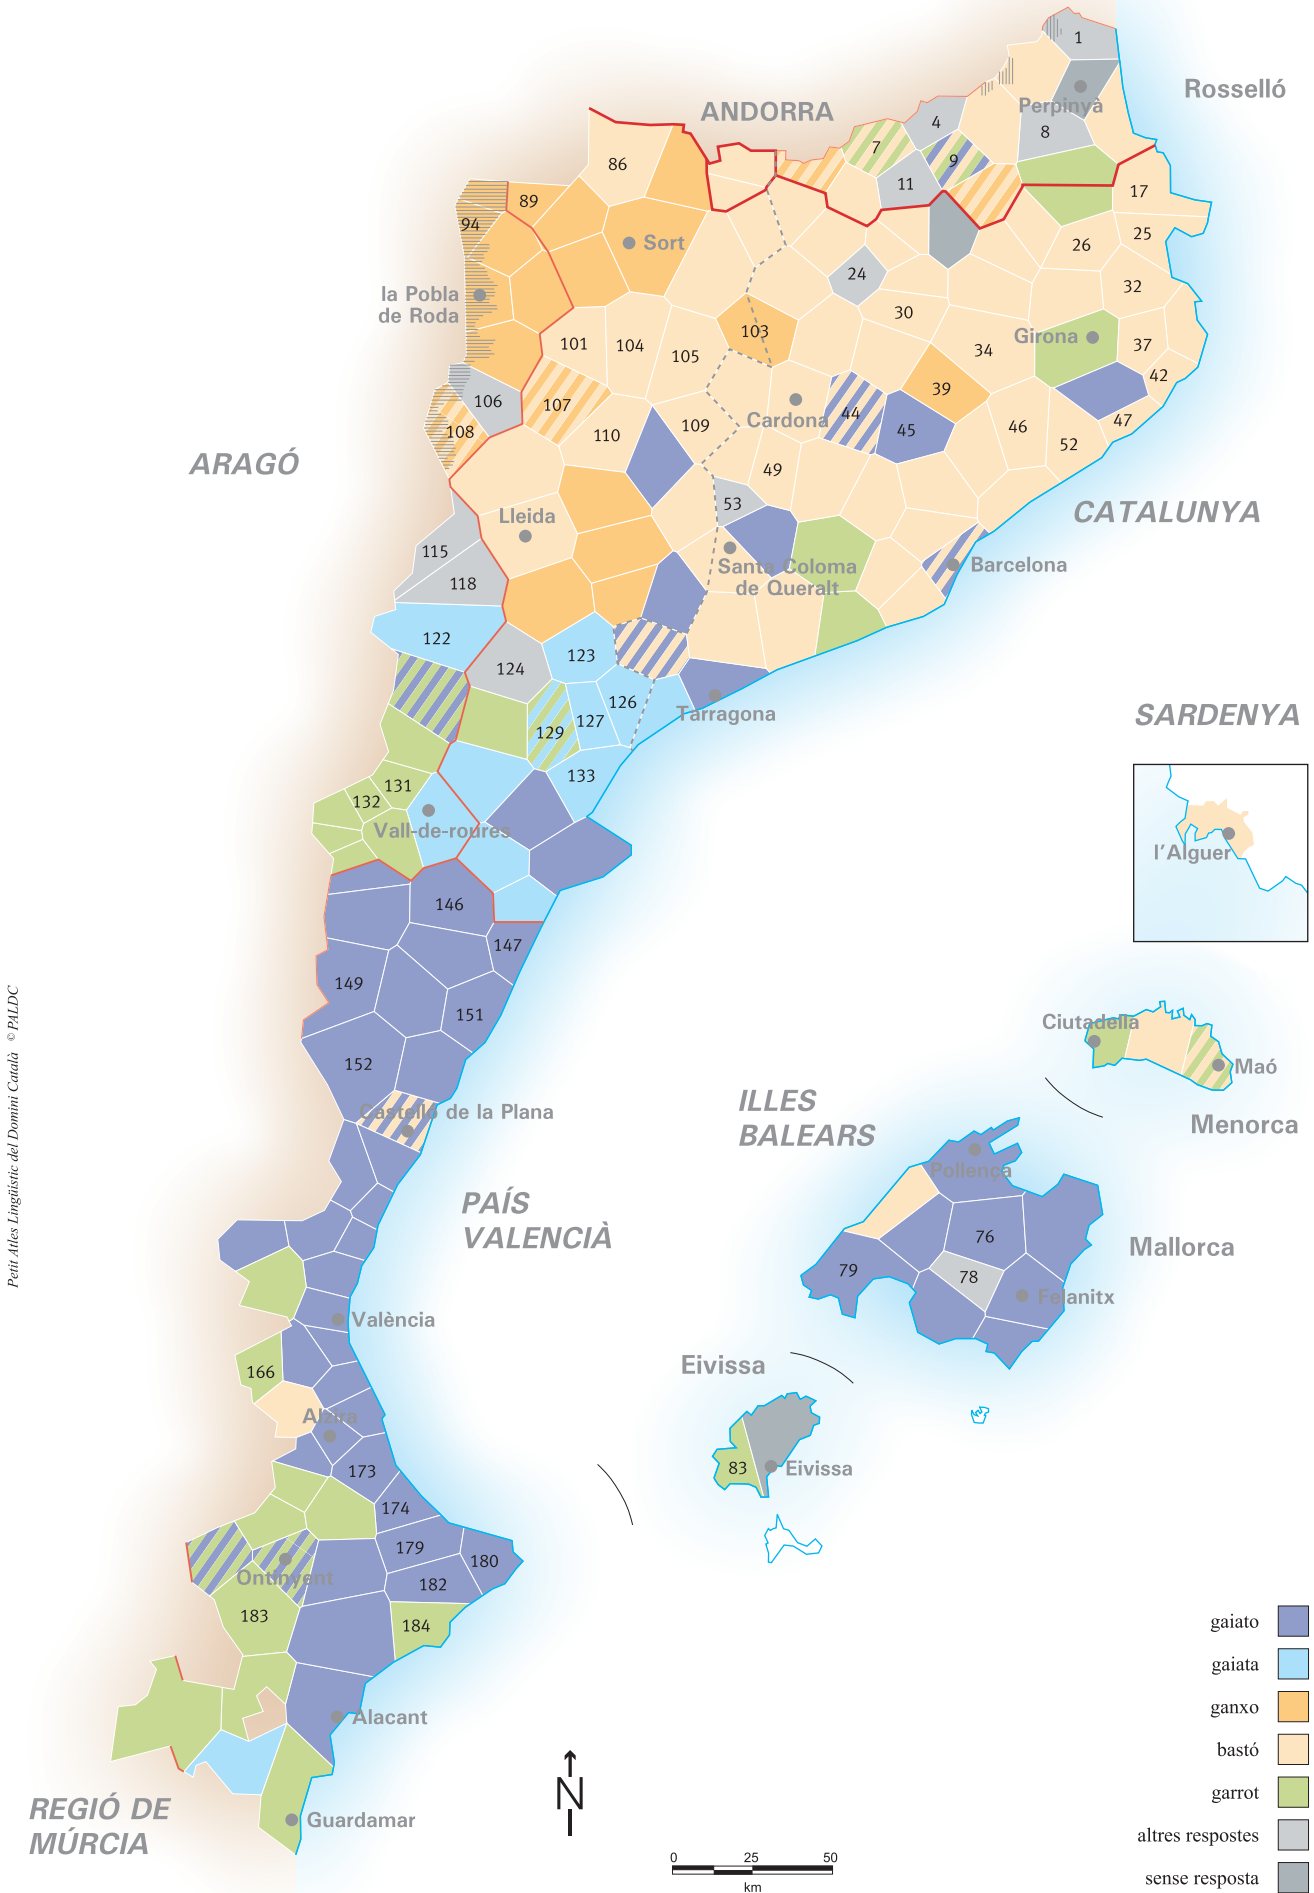 1
Rosselló
Perpinyà
ANDORRA
4
8
7
9
86
11
17
89
94
Sort
26
25
24
la Pobla
de Roda
32
30
103
101
104
105
34
Girona
37
42
106
107
39
Cardona
44
45
46
47
108
110
109
52
ARAGÓ
49
53
Lleida
CATALUNYA
115
118
Santa Coloma
de Queralt
Barcelona
122
123
124
126
127
129
Tarragona
SARDENYA
131
132
133
Vall-de-roures
l'Alguer
146
147
149
151
152
Petit Atles Lingüístic del Domini Català © PALDC
Ciutadella
Maó
Menorca
Castelló de la Plana
ILLES
BALEARS
Pollença
PAÍS
VALENCIÀ
76
Mallorca
79
78
Felanitx
València
Eivissa
166
Alzira
83
Eivissa
173
174
179
180
Ontinyent
182
183
184
Alacant
REGIÓ DE
MÚRCIA
Guardamar
N
0 25 50
km
gaiato
gaiata
ganxo
bastó
garrot
altres respostes
sense resposta